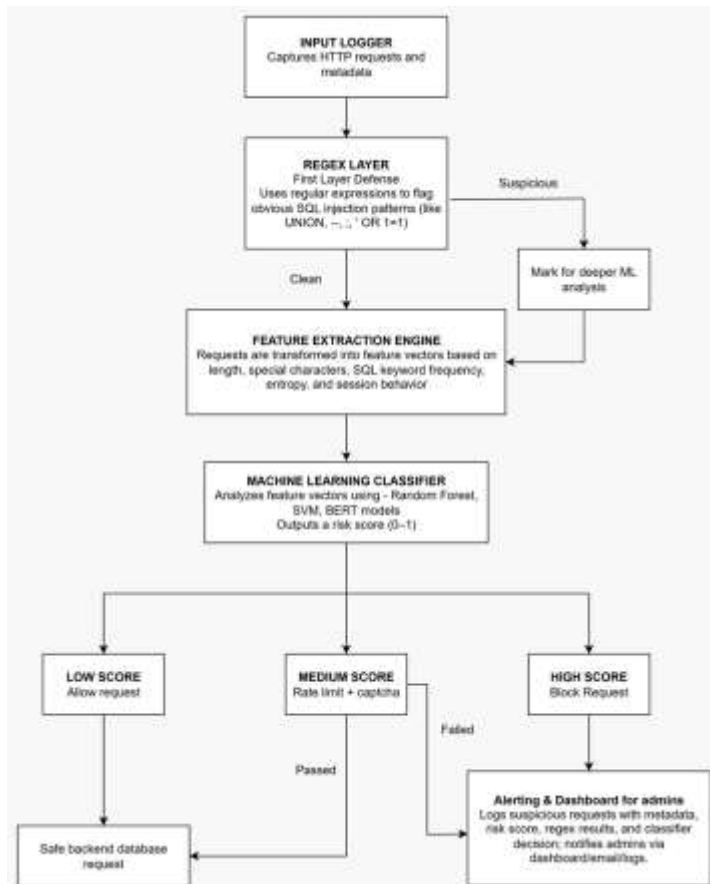 INPUT LOGGER
Captures HTTP requests and
metadata
REGEX LAYER
First Layer Defense
Uses regular expressions to flag
obvious SQL injection patterns (like
UNION, --, ;, ' OR 1=1)
Suspicious
Mark for deeper ML
analysis
Clean
FEATURE EXTRACTION ENGINE
Requests are transformed into feature vectors based on
length, special characters, SQL keyword frequency,
entropy, and session behavior
MACHINE LEARNING CLASSIFIER
Analyzes feature vectors using - Random Forest,
SVM, BERT models
Outputs a risk score (0–1)
LOW SCORE
Allow request
MEDIUM SCORE
Rate limit + captcha
HIGH SCORE
Block Request
Failed
Passed
Safe backend database
request
Alerting & Dashboard for admins
Logs suspicious requests with metadata,
risk score, regex results, and classifier
decision; notifies admins via
dashboard/email/logs.